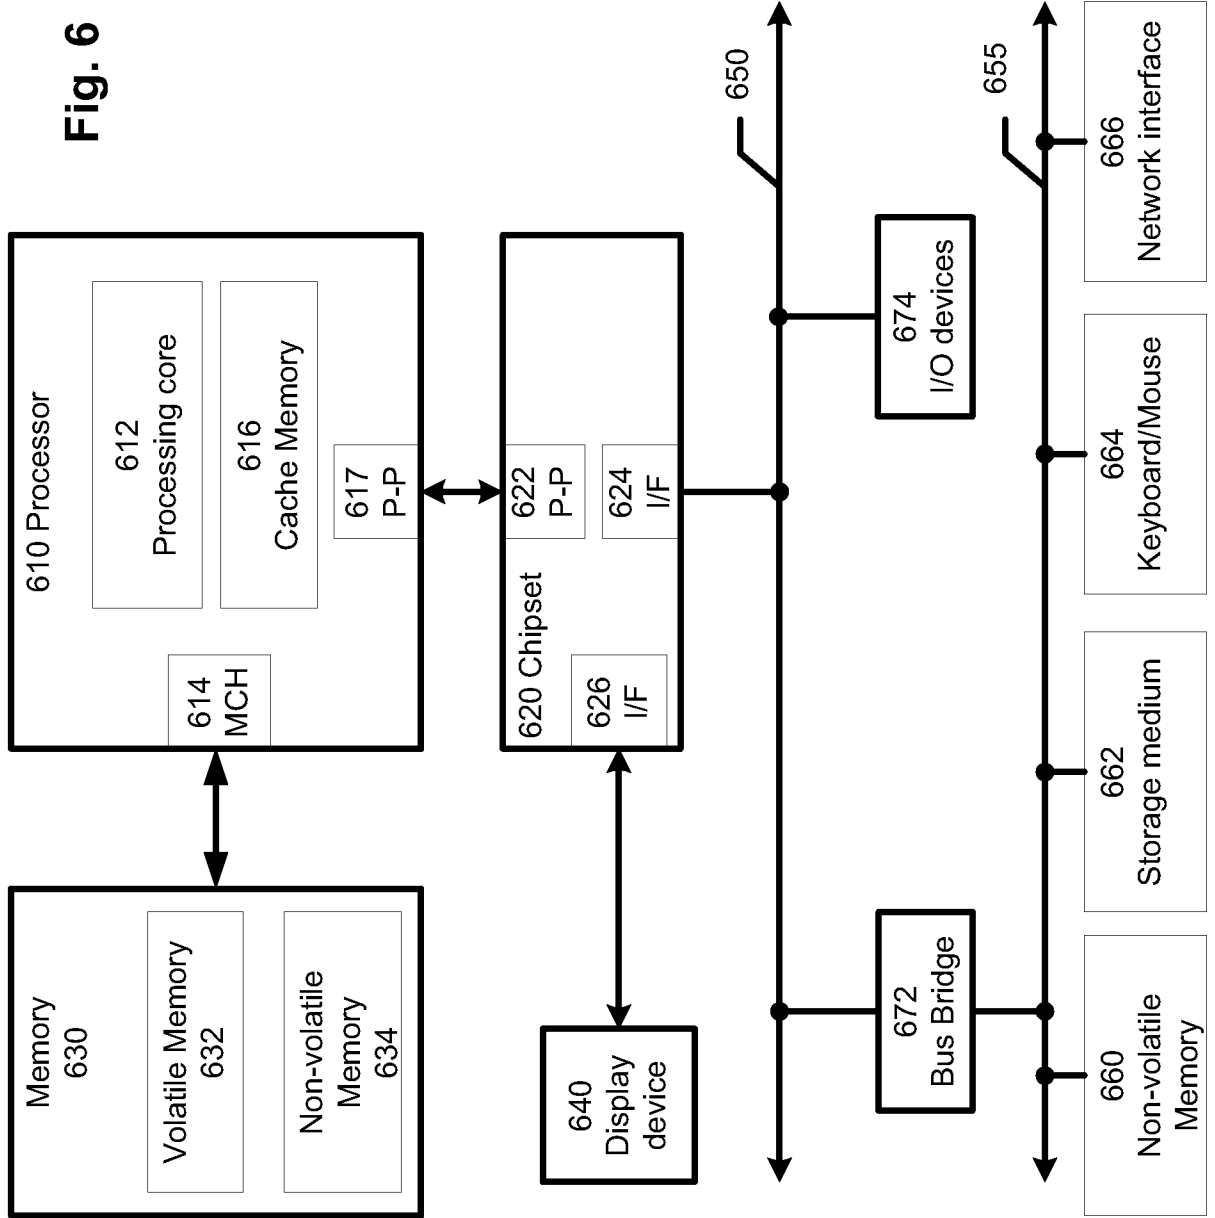 Memory
630
Volatile Memory
632
Non-volatile
Memory
634
610 Processor
614
MCH
612
Processing core
616
Cache Memory
617
P-P
Fig. 6
640
Display
device
620 Chipset
626
I/F
622
P-P
624
I/F
650
672
Bus Bridge
674
I/O devices
655
660
Non-volatile
Memory
662
Storage medium
664
Keyboard/Mouse
666
Network interface